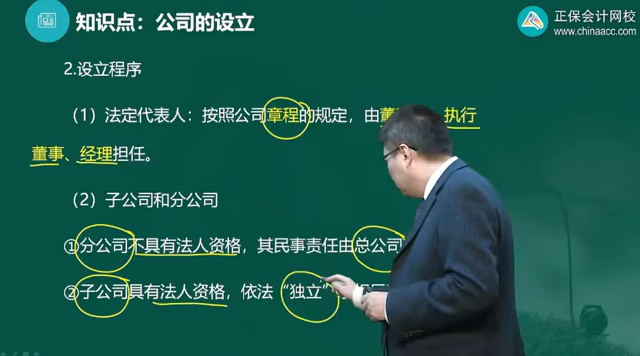 知识点：公司的设立
正保会计网校
www.chinaacc.com
2.设立程序
（1）法定代表人：按照公司章程的规定，由董 、执行
董事、经理担任。
（2）子公司和分公司
①分公司不具有法人资格，其民事责任由总公司
②子公司具有法人资格，依法“独立”